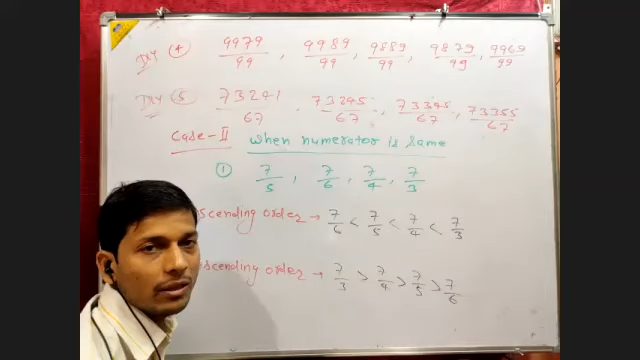 TRY ④ 9979/99, 9989/99, 9889/99, 9879/99, 9969/99
TRY ⑤ 73241/67, 73245/67, 73345/67, 73355/67
Case-II when numerator is same
① 7/5, 7/6, 7/4, 7/3
scending order → 7/6 < 7/5 < 7/4 < 7/3
scending order → 7/3 > 7/4 > 7/5 > 7/6